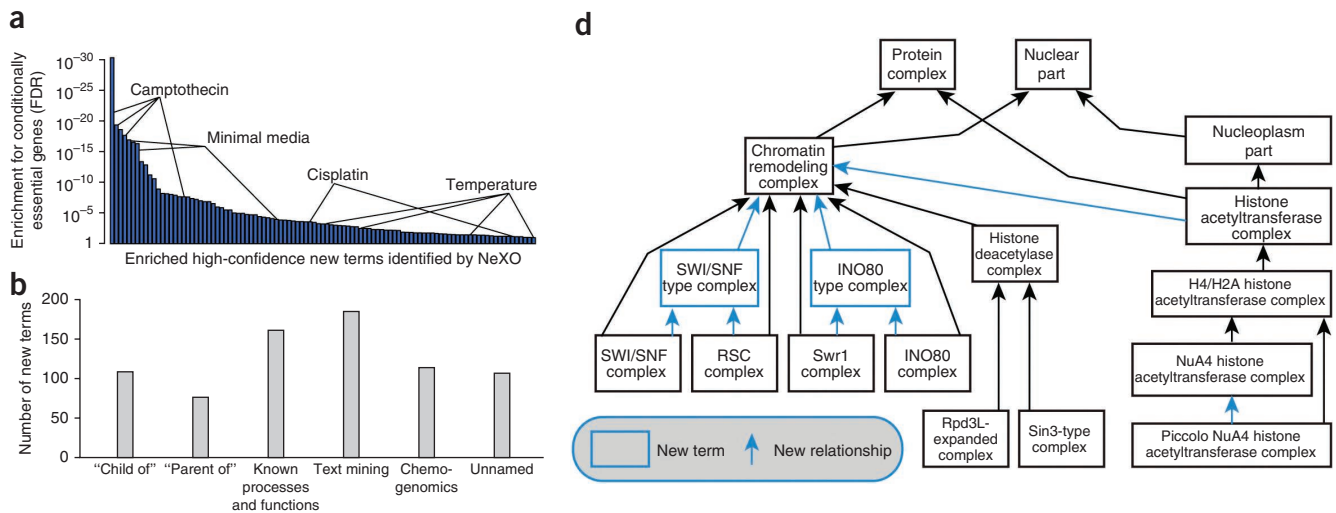 a
Enrichment for conditionally
essential genes (FDR)
10−30
10−25
10−20
10−15
10−10
10−5
1
Camptothecin
Minimal media
Cisplatin
Temperature
Enriched high-confidence new terms identified by NeXO
b
Number of new terms
200
150
100
50
0
"Child of"
"Parent of"
Known
processes
and functions
Text mining
Chemo-
genomics
Unnamed
d
Protein
complex
Nuclear
part
Chromatin
remodeling
complex
Nucleoplasm
part
Histone
acetyltransferase
complex
SWI/SNF
type complex
INO80
type complex
Histone
deacetylase
complex
H4/H2A histone
acetyltransferase complex
SWI/SNF
complex
RSC
complex
Swr1
complex
INO80
complex
NuA4 histone
acetyltransferase complex
Rpd3L-
expanded
complex
Sin3-type
complex
Piccolo NuA4 histone
acetyltransferase complex
New term
New relationship